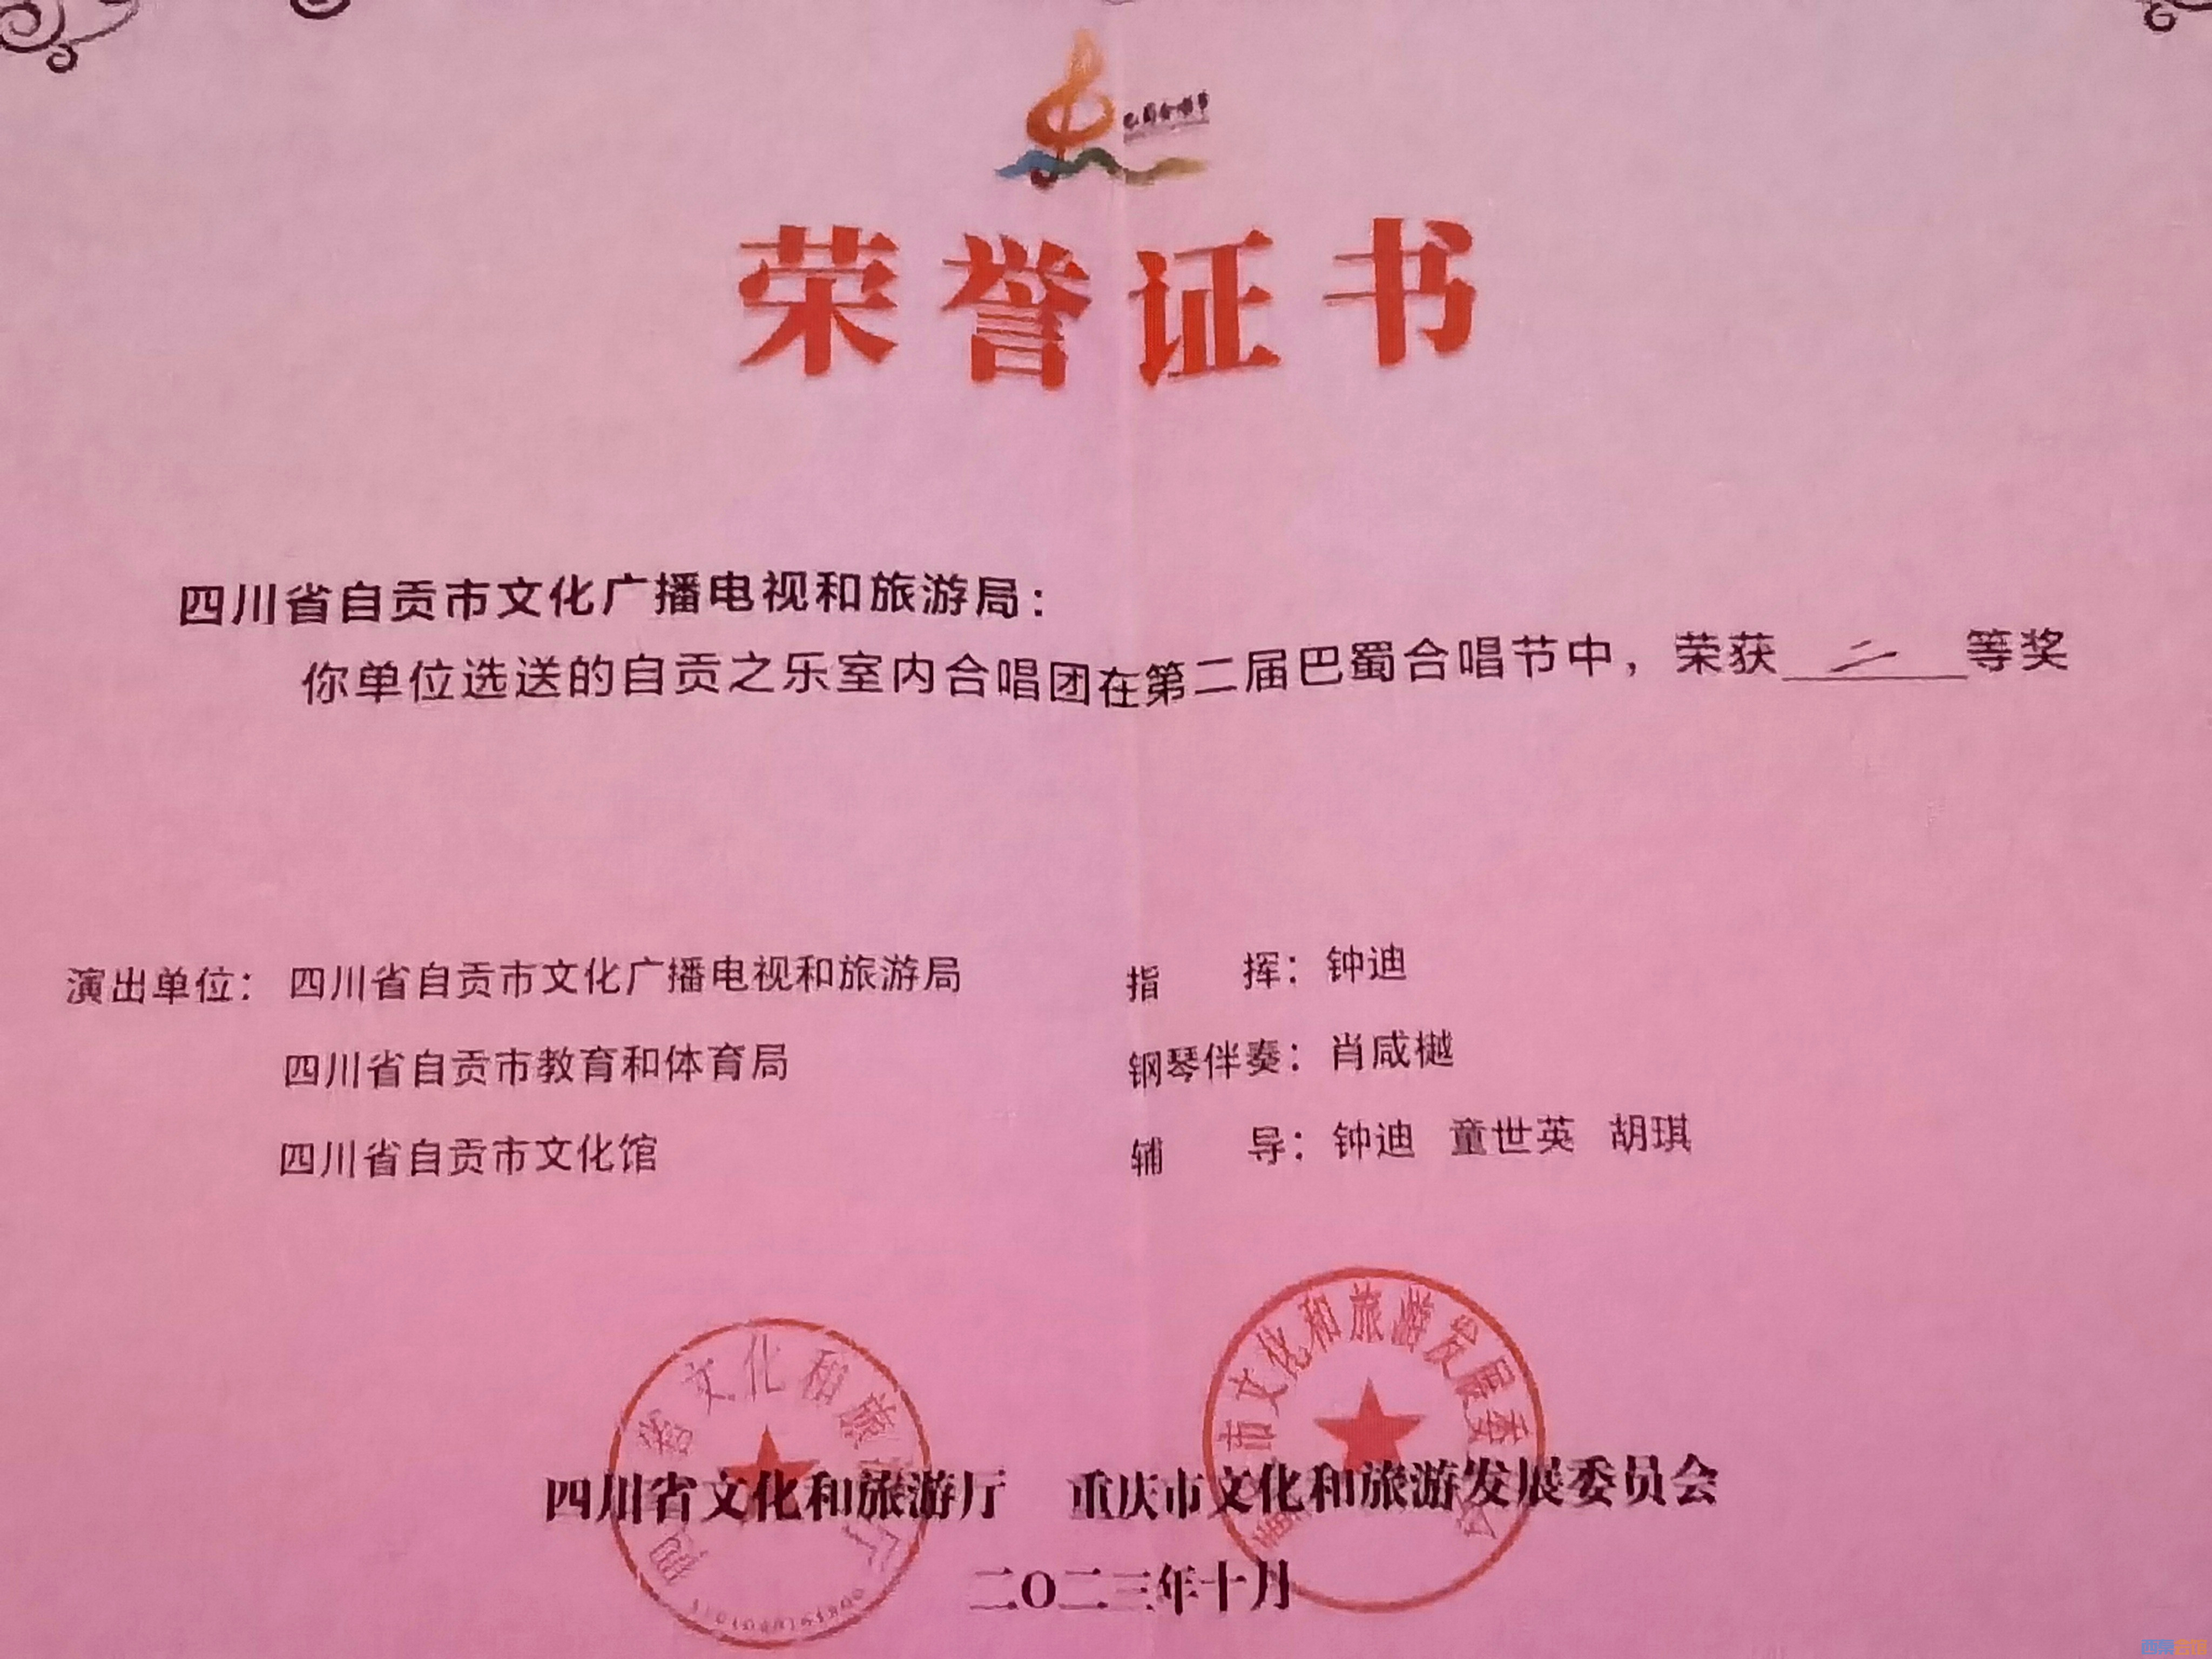 巴蜀合唱节
荣誉证书
四川省自贡市文化广播电视和旅游局：
你单位选送的自贡之乐室内合唱团在第二届巴蜀合唱节中，荣获 二 等奖
演出单位： 四川省自贡市文化广播电视和旅游局
四川省自贡市教育和体育局
四川省自贡市文化馆
指 挥： 钟迪
钢琴伴奏： 肖咸樾
辅 导： 钟迪 童世英 胡琪
四川省文化和旅游厅 重庆市文化和旅游发展委员会
二〇二三年十月